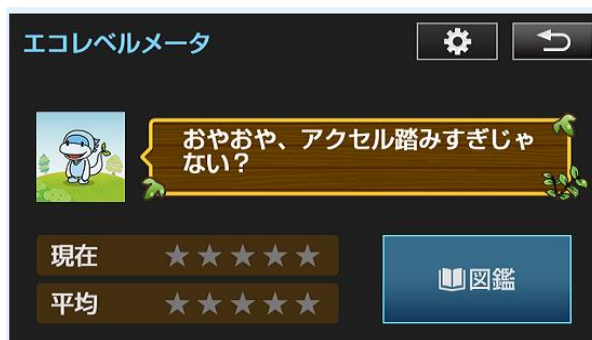 エコレベルメータ
おやおや、アクセル踏みすぎじゃ
ない？
現在 ★★★★★
平均 ★★★★★
図鑑